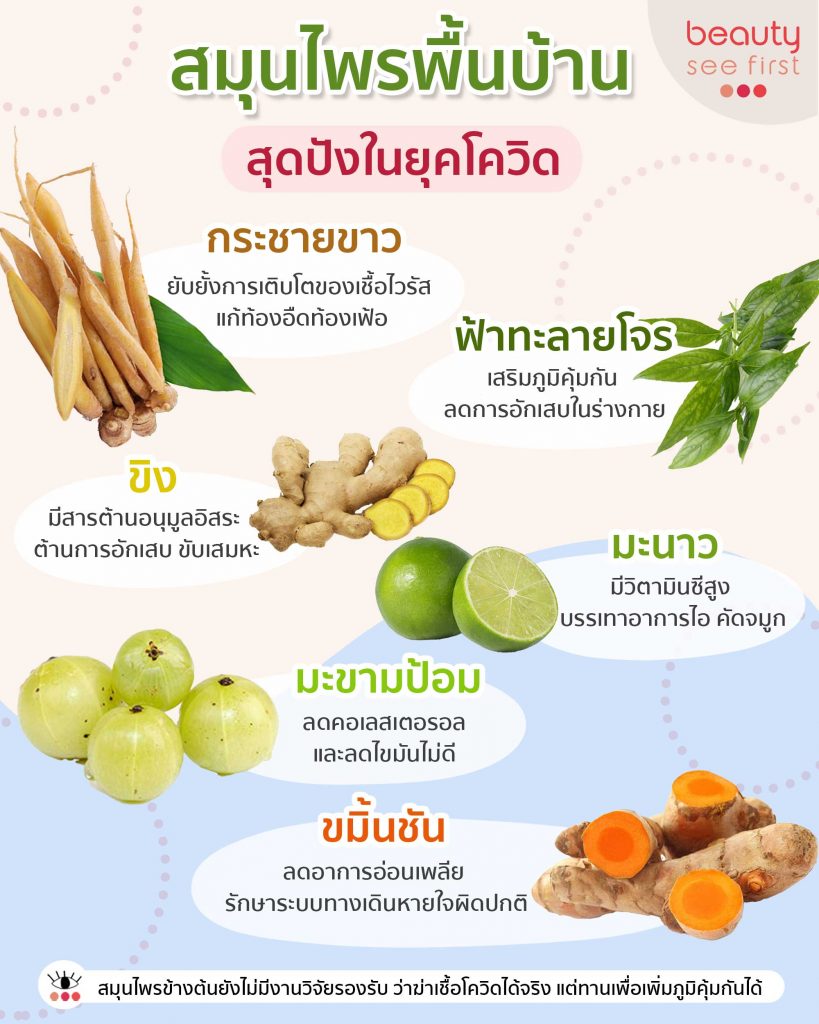 beauty
see first
สมุนไพรพื้นบ้าน
สุดปังในยุคโควิด
กระชายขาว
ยับยั้งการเติบโตของเชื้อไวรัส
แก้ท้องอืดท้องเฟ้อ
ฟ้าทะลายโจร
เสริมภูมิคุ้มกัน
ลดการอักเสบในร่างกาย
ขิง
มีสารต้านอนุมูลอิสระ
ต้านการอักเสบ ขับเสมหะ
มะนาว
มีวิตามินซีสูง
บรรเทาอาการไอ คัดจมูก
มะขามป้อม
ลดคอเลสเตอรอล
และลดไขมันไม่ดี
ขมิ้นชัน
ลดอาการอ่อนเพลีย
รักษาระบบทางเดินหายใจผิดปกติ
สมุนไพรข้างต้นยังไม่มีงานวิจัยรองรับ ว่าฆ่าเชื้อโควิดได้จริง แต่ทานเพื่อเพิ่มภูมิคุ้มกันได้